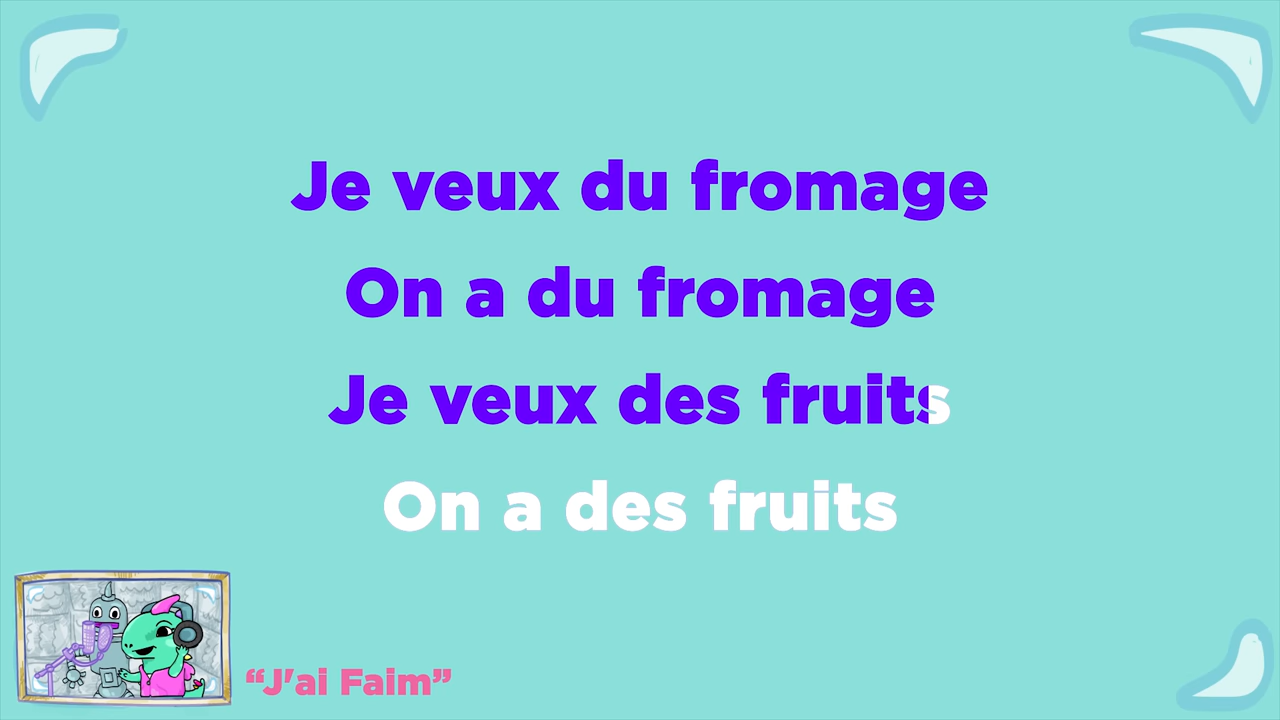 Je veux du fromage
On a du fromage
Je veux des fruits
On a des fruits
“J'ai Faim”